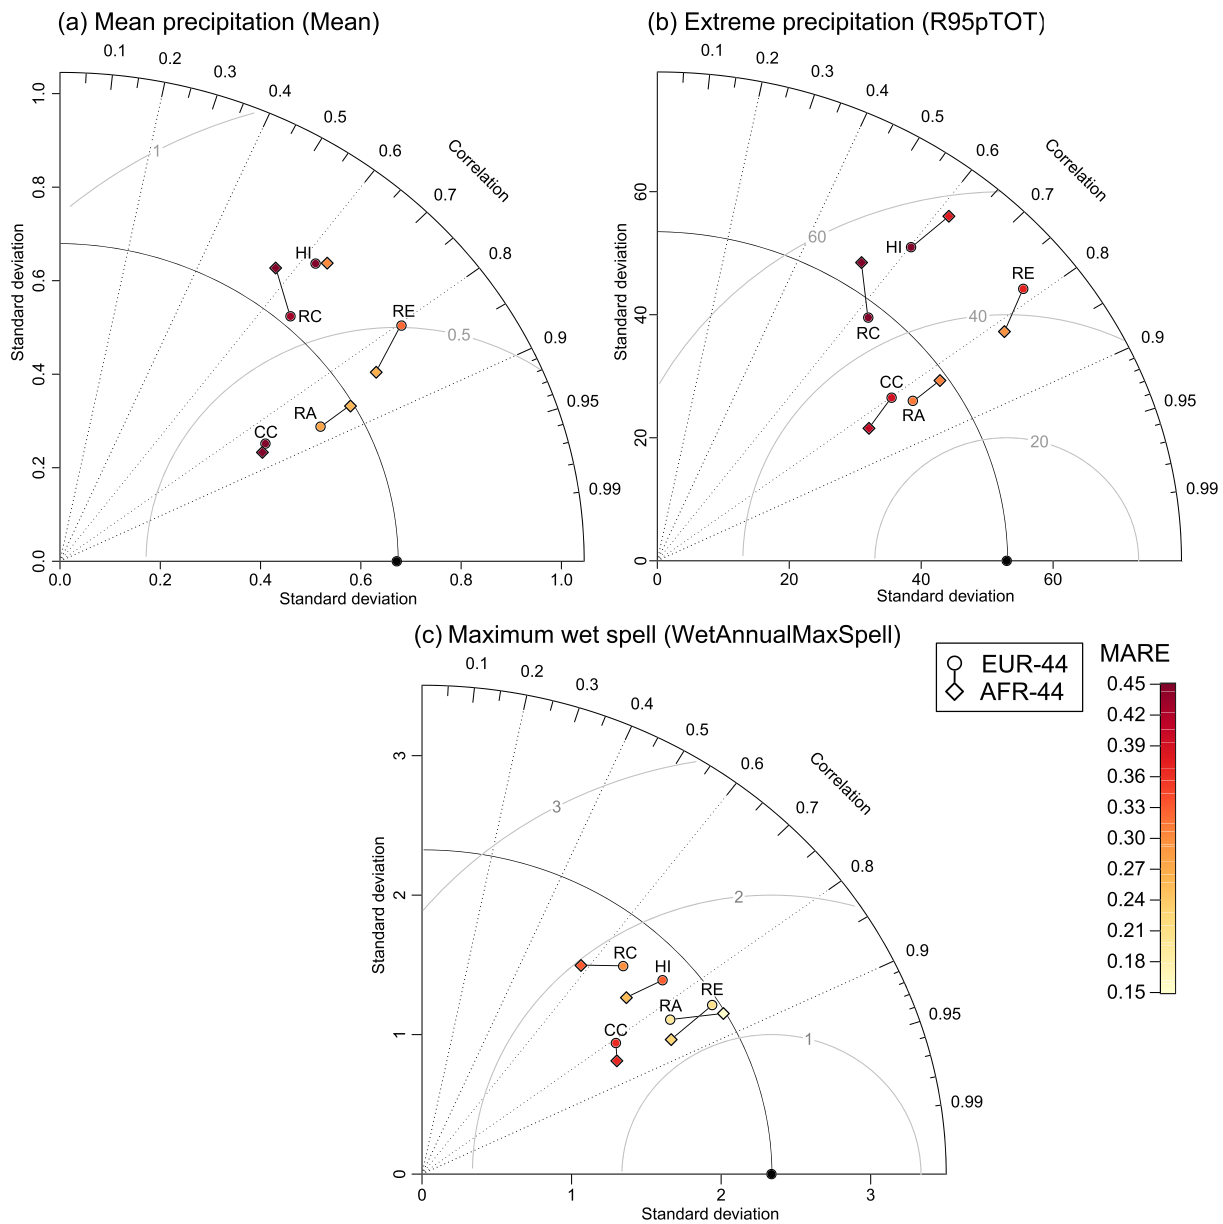 (a) Mean precipitation (Mean)
0.1
0.2
0.3
0.4
0.5
0.6
0.7
0.8
0.9
0.95
0.99
Correlation
Standard deviation
1.0
0.8
0.6
0.4
0.2
0.0
1
0.5
HI
RC
RE
RA
CC
0.0
0.2
0.4
0.6
0.8
1.0
Standard deviation
(b) Extreme precipitation (R95pTOT)
0.1
0.2
0.3
0.4
0.5
0.6
0.7
0.8
0.9
0.95
0.99
Correlation
Standard deviation
60
40
20
0
60
40
20
HI
RC
RE
CC
RA
0
20
40
60
Standard deviation
(c) Maximum wet spell (WetAnnualMaxSpell)
0.1
0.2
0.3
0.4
0.5
0.6
0.7
0.8
0.9
0.95
0.99
Correlation
Standard deviation
3
2
1
0
3
2
1
RC
HI
RE
RA
CC
0
1
2
3
Standard deviation
EUR-44
AFR-44
MARE
0.45
0.42
0.39
0.36
0.33
0.30
0.27
0.24
0.21
0.18
0.15